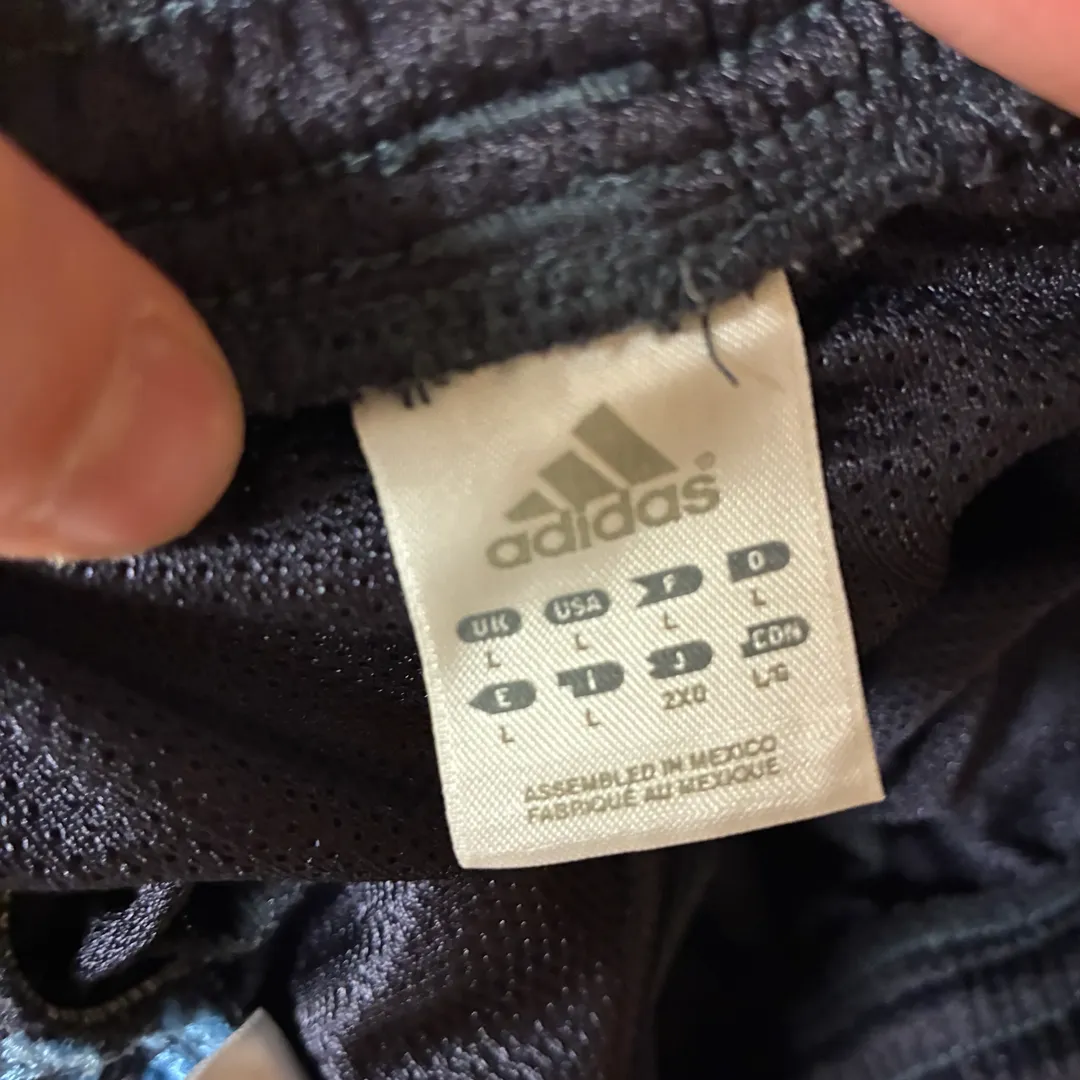 adidas®
UK USA F D
L L L L
E I J CDN
L L 2XO L/G
ASSEMBLED IN MEXICO
FABRIQUÉ AU MEXIQUE